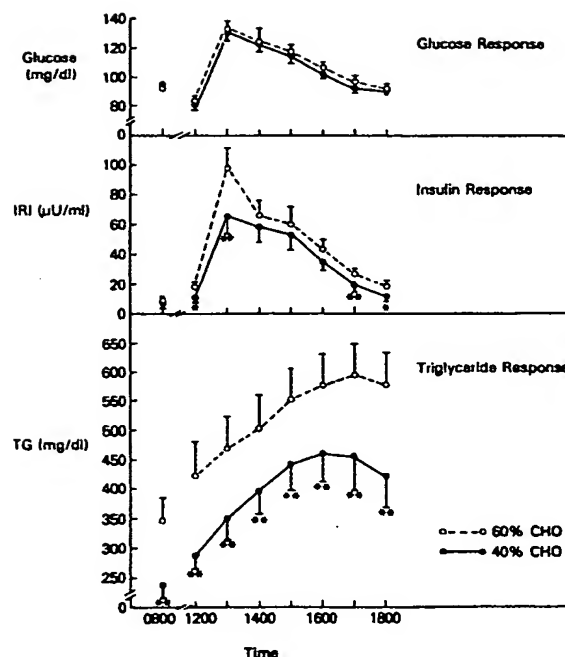 140
120
100
80
0
Glucose
(mg/dl)
Glucose Response
100
80
60
40
20
0
IRI (μU/ml)
Insulin Response
650
600
550
500
450
400
350
300
250
0
TG (mg/dl)
Triglyceride Response
60% CHO
40% CHO
0800 1200 1400 1600 1800
Time